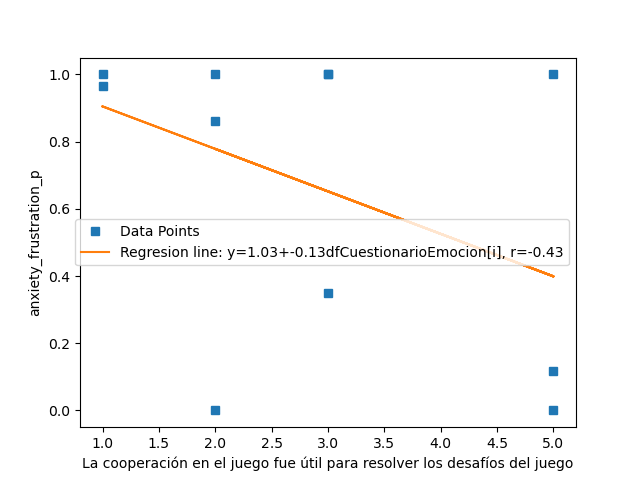 1.0
0.8
0.6
0.4
0.2
0.0
anxiety_frustration_p
Data Points
Regresion line: y=1.03+-0.13dfCuestionarioEmocion[i], r=-0.43
1.0 1.5 2.0 2.5 3.0 3.5 4.0 4.5 5.0
La cooperación en el juego fue útil para resolver los desafíos del juego